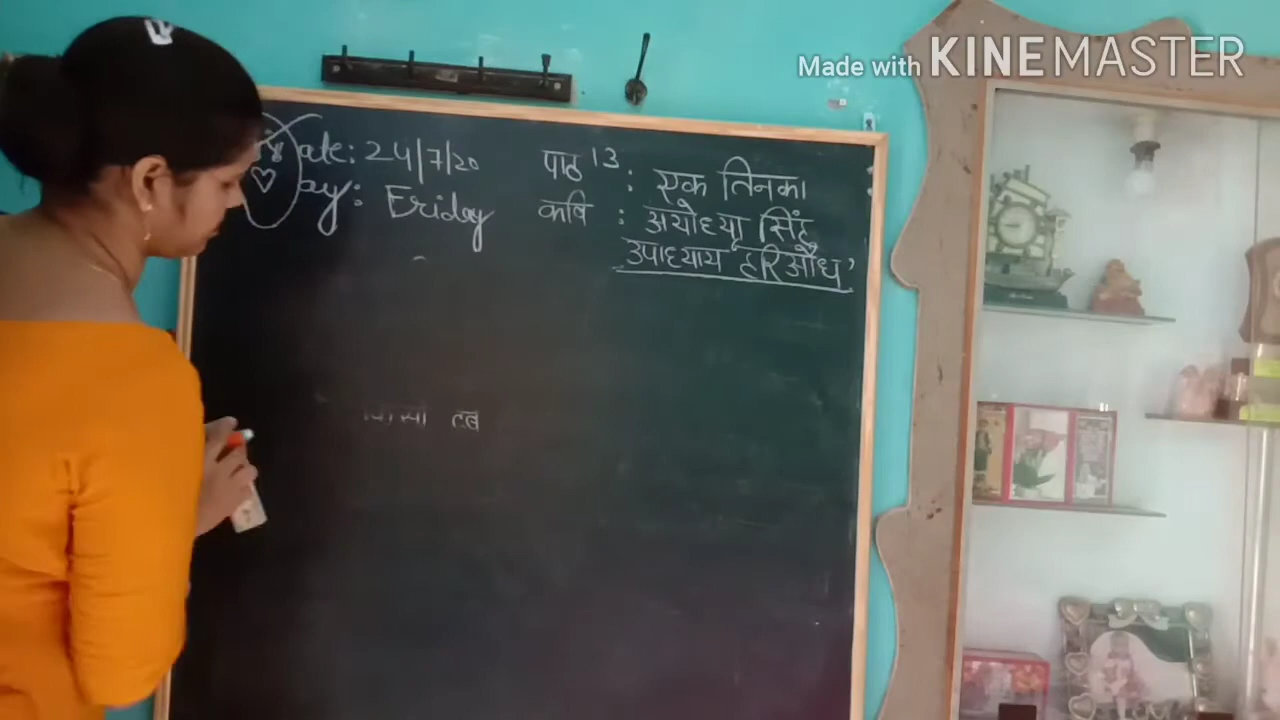 Made with KINEMASTER
Date: 24/7/20
Day: Friday
पाठ 13 : एक तिनका
कवि : अयोध्या सिंह
उपाध्याय 'हरिऔध'